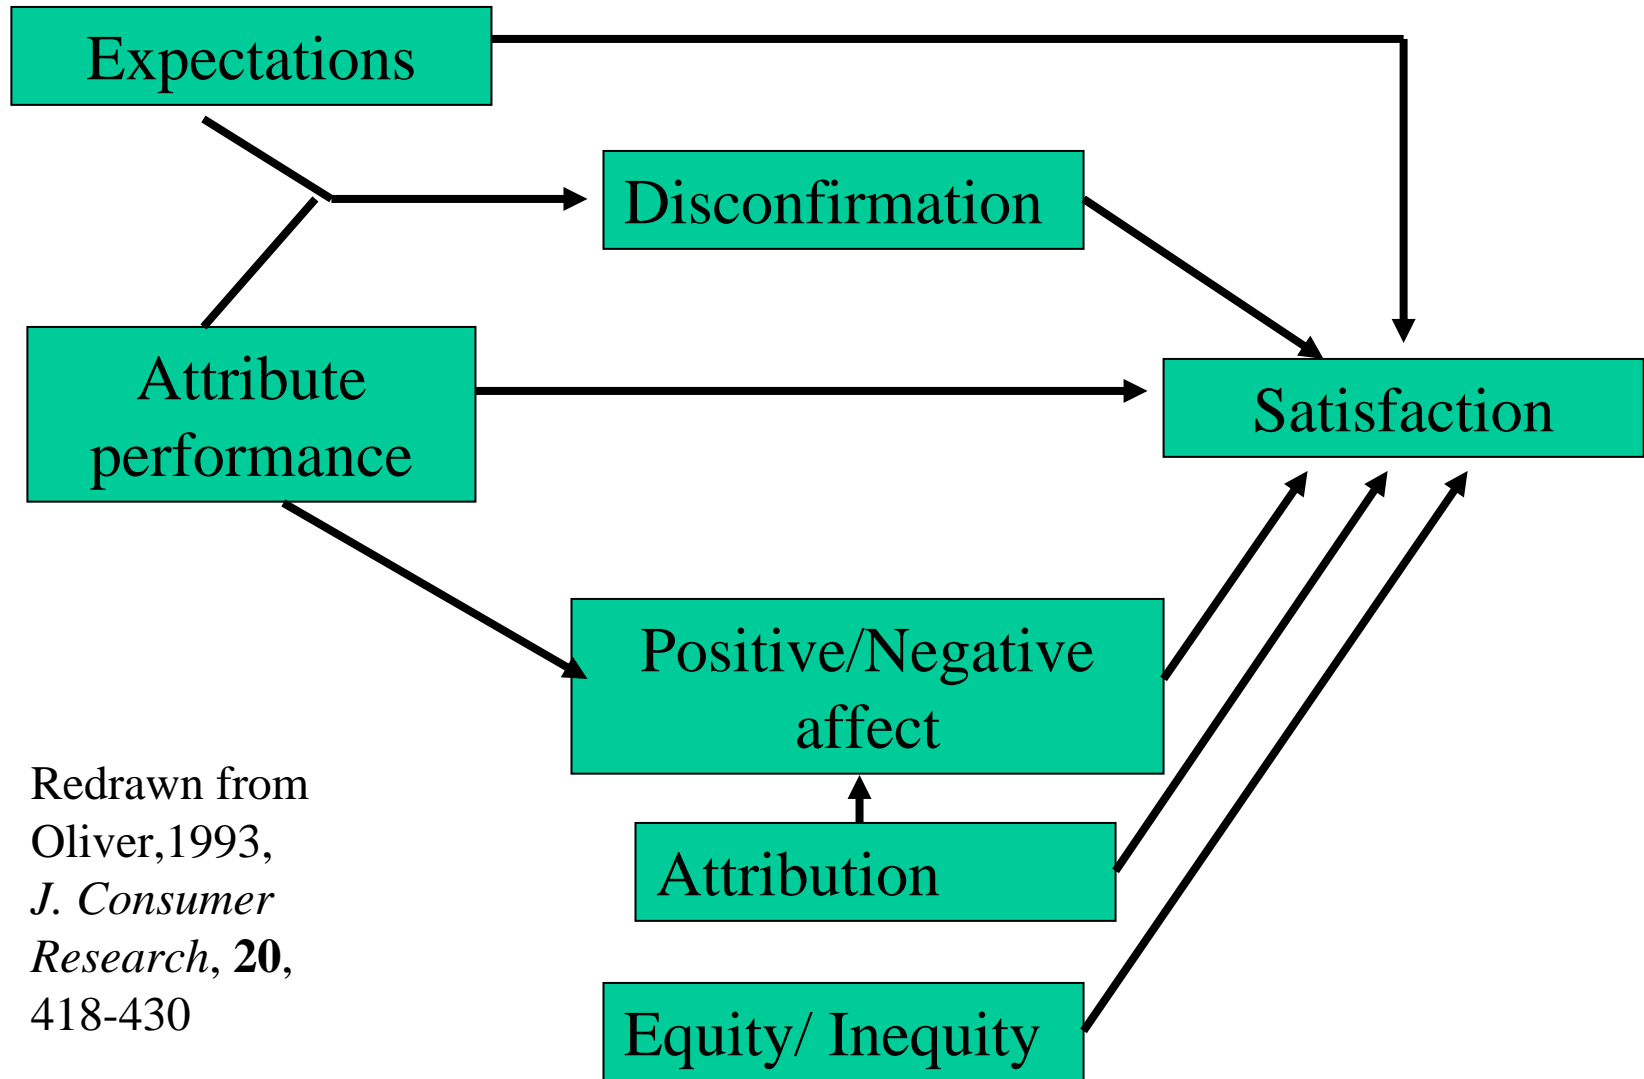 Expectations
Disconfirmation
Attribute
performance
Satisfaction
Positive/Negative
affect
Attribution
Equity/ Inequity
Redrawn from
Oliver,1993,
J. Consumer
Research, 20,
418-430